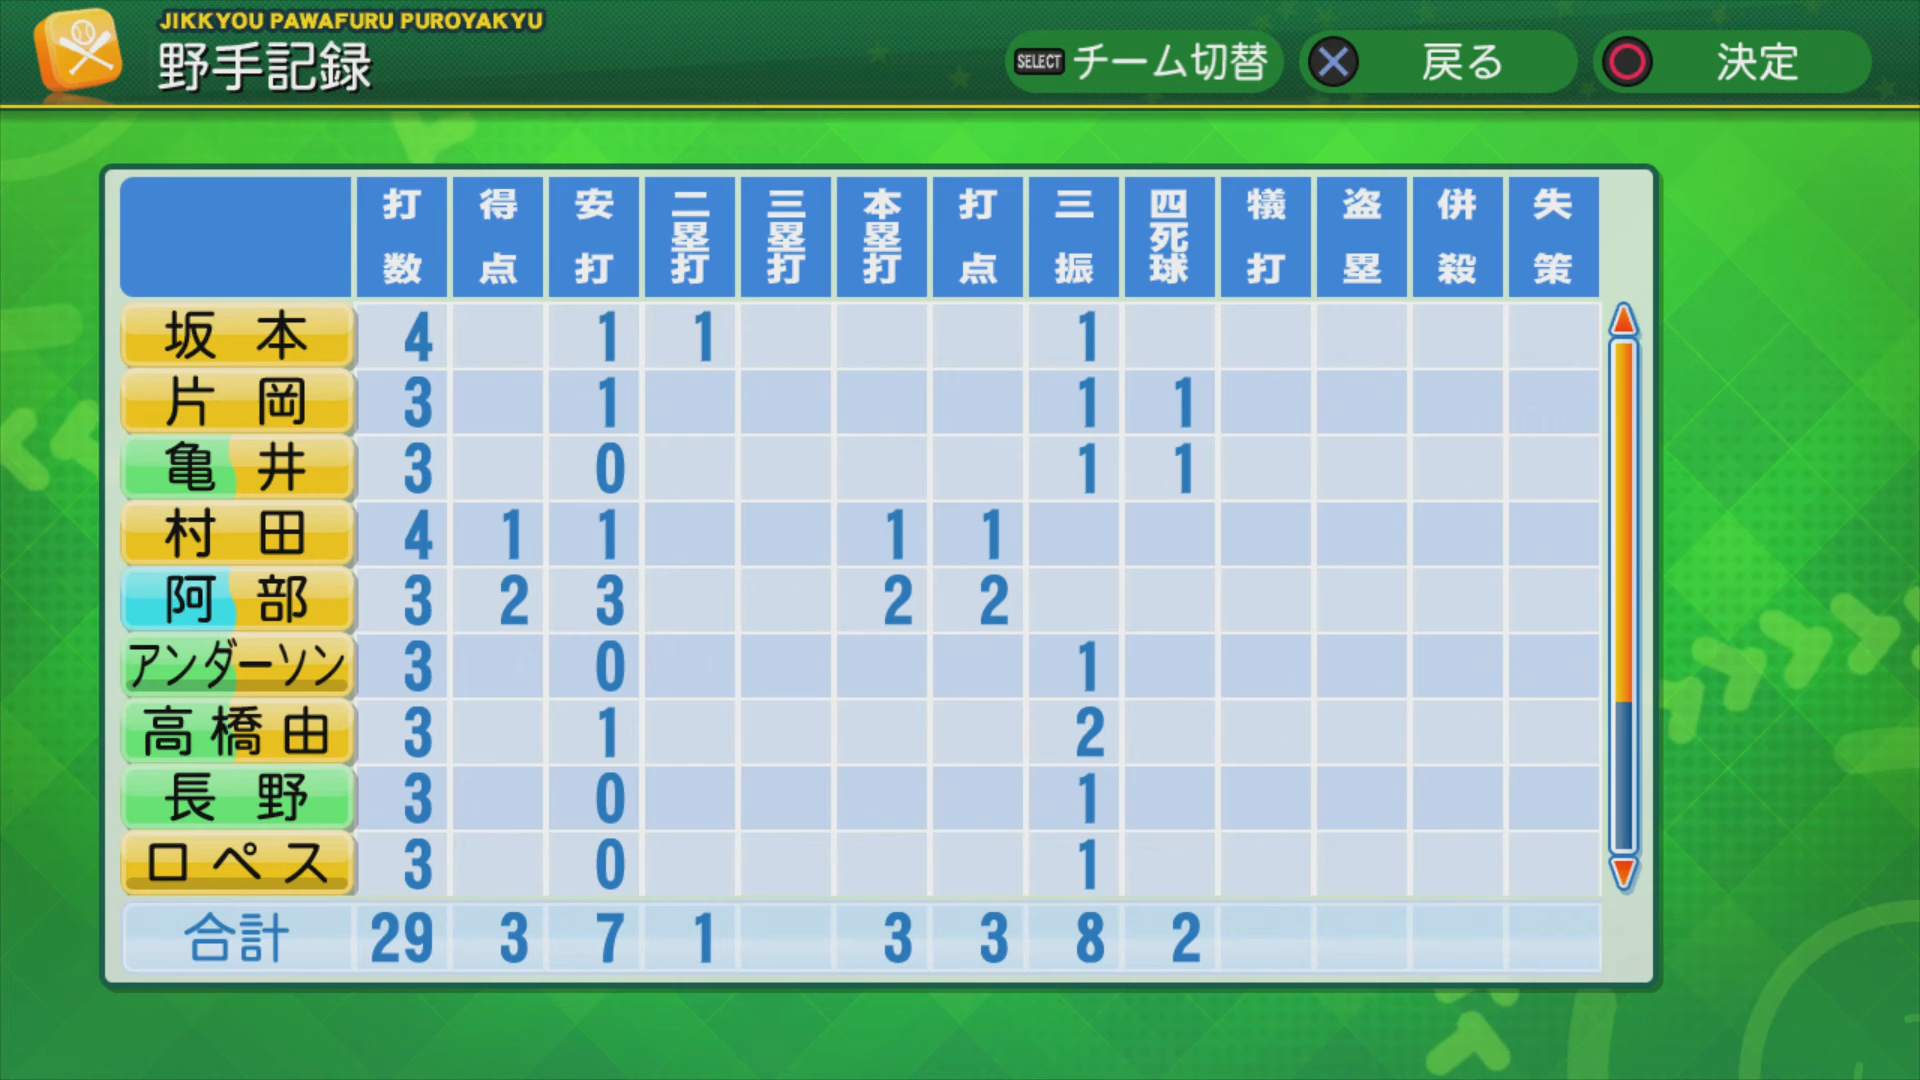 JIKKYOU PAWAFURU PUROYAKYU
野手記録
SELECT チーム切替 戻る 決定
打数 得点 安打 二塁打 三塁打 本塁打 打点 三振 四死球 犠打 盗塁 併殺 失策
坂本 4 1 1 1
片岡 3 1 1 1
亀井 3 0 1 1
村田 4 1 1 1 1
阿部 3 2 3 2 2
アンダーソン 3 0 1
高橋由 3 1 2
長野 3 0 1
ロペス 3 0 1
合計 29 3 7 1 3 3 8 2